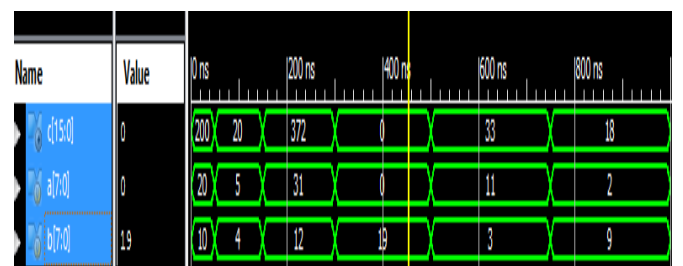 Name Value 0 ns 200 ns 400 ns 600 ns 800 ns
c[15:0] 0 200 20 372 0 33 18
a[7:0] 0 20 5 31 0 11 2
b[7:0] 19 10 4 12 19 3 9